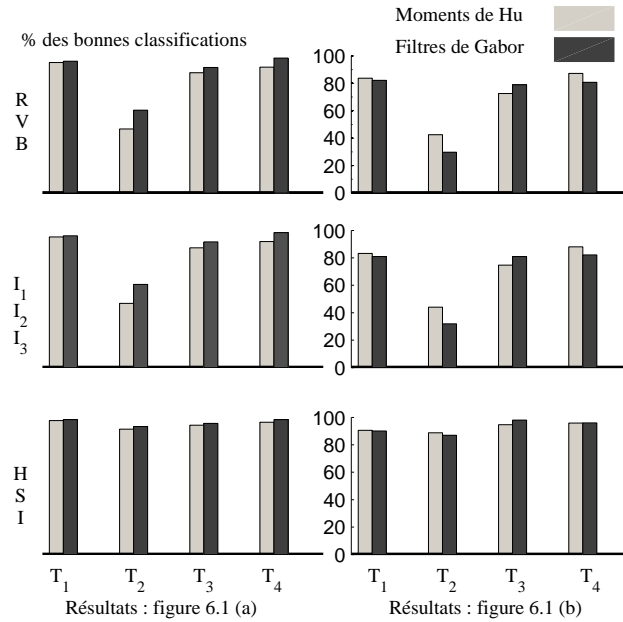 Moments de Hu
% des bonnes classifications
Filtres de Gabor
R
V
B
100
80
60
40
20
0
I1
I2
I3
100
80
60
40
20
0
H
S
I
100
80
60
40
20
0
T1 T2 T3 T4 T1 T2 T3 T4
Résultats : figure 6.1 (a) Résultats : figure 6.1 (b)